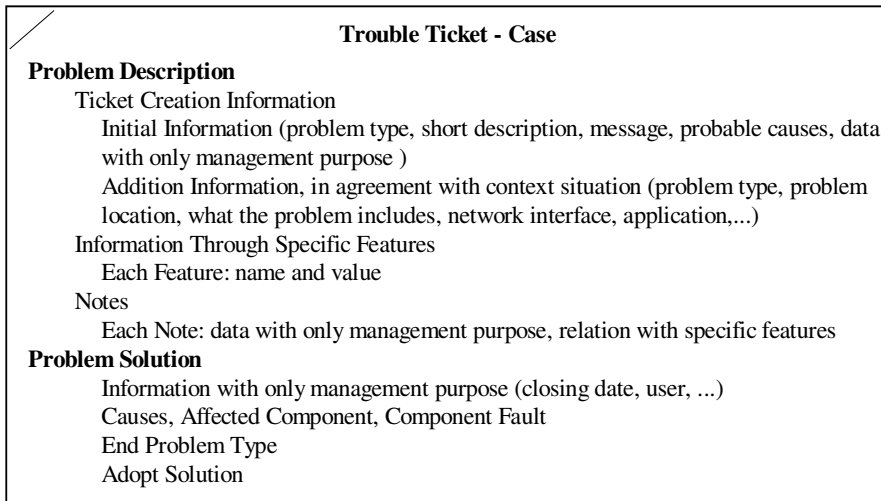 Trouble Ticket - Case
Problem Description
Ticket Creation Information
Initial Information (problem type, short description, message, probable causes, data
with only management purpose )
Addition Information, in agreement with context situation (problem type, problem
location, what the problem includes, network interface, application,...)
Information Through Specific Features
Each Feature: name and value
Notes
Each Note: data with only management purpose, relation with specific features
Problem Solution
Information with only management purpose (closing date, user, ...)
Causes, Affected Component, Component Fault
End Problem Type
Adopt Solution